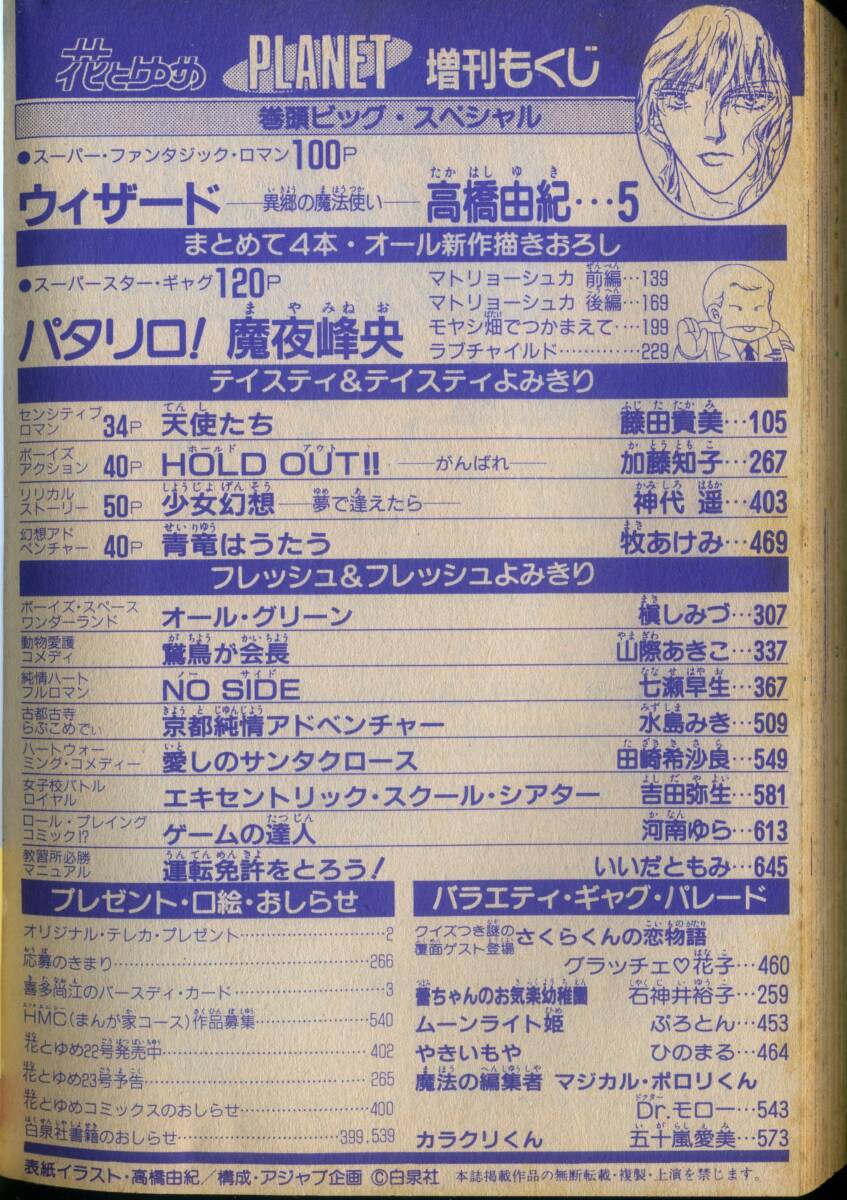 花とゆめ PLANET 増刊もくじ
巻頭ビッグ・スペシャル
●スーパー・ファンタジック・ロマン100P
ウィザード ──異郷の魔法使い── 高橋由紀…5
まとめて4本・オール新作描きおろし
●スーパースター・ギャグ120P
パタリロ! 魔夜峰央
マトリョーシュカ 前編…139
マトリョーシュカ 後編…169
モヤシ畑でつかまえて…199
ラブチャイルド…………229
テイスティ&テイスティよみきり
センシティブロマン 34P 天使たち 藤田貴美…105
ボーイズアクション 40P HOLD OUT!! ──がんばれ── 加藤知子…267
リリカルストーリー 50P 少女幻想 ──夢で逢えたら── 神代 遥…403
幻想アドベンチャー 40P 青竜はうたう 牧あけみ…469
フレッシュ&フレッシュよみきり
ボーイズ・スペースワンダーランド オール・グリーン 槇しみづ…307
動物愛護コメディ 鵞鳥が会長 山際あきこ…337
純情ハートフルロマン NO SIDE 七瀬早生…367
古都古寺らぶこめでぃ 京都純情アドベンチャー 水島みき…509
ハートウォーミング・コメディー 愛しのサンタクロース 田崎希沙良…549
女子校バトルロイヤル エキセントリック・スクール・シアター 吉田弥生…581
ロール・プレイングコミック!? ゲームの達人 河南ゆら…613
教習所必勝マニュアル 運転免許をとろう! いいだともみ…645
プレゼント・口絵・おしらせ
オリジナル・テレカ・プレゼント……………2
応募のきまり……………266
喜多尚江のバースディ・カード……………3
HMC(まんが家コース)作品募集……………540
花とゆめ22号発売中……………402
花とゆめ23号予告……………265
花とゆめコミックスのおしらせ……………400
白泉社書籍のおしらせ……………399.539
バラエティ・ギャグ・パレード
クイズつき謎の覆面ゲスト登場 さくらくんの恋物語
グラッチェ♡花子…460
蕾ちゃんのお気楽幼稚園 石神井裕子…259
ムーンライト姫 ぷろとん…453
やきいもや ひのまる…464
魔法の編集者 マジカル・ポロリくん
Dr.モロー…543
カラクリくん 五十嵐愛美…573
表紙イラスト・高橋由紀／構成・アジャブ企画 ©白泉社 本誌掲載作品の無断転載・複製・上演を禁じます。